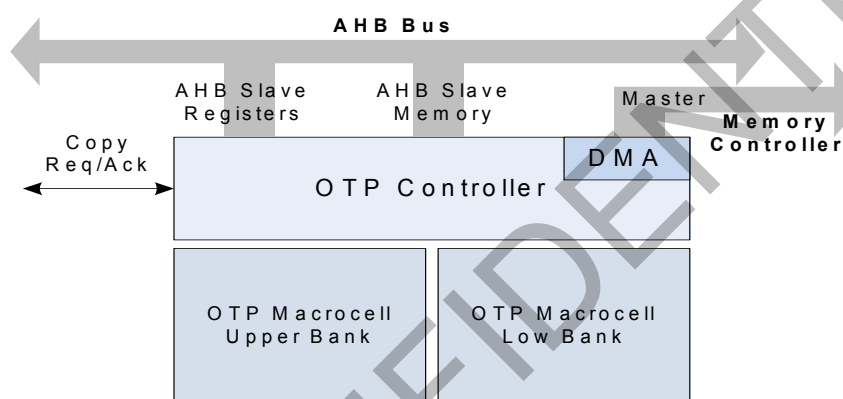 AHB Bus
AHB Slave
Registers
AHB Slave
Memory
Master
Memory
Controller
Copy
Req/Ack
DMA
OTP Controller
OTP Macrocell
Upper Bank
OTP Macrocell
Low Bank